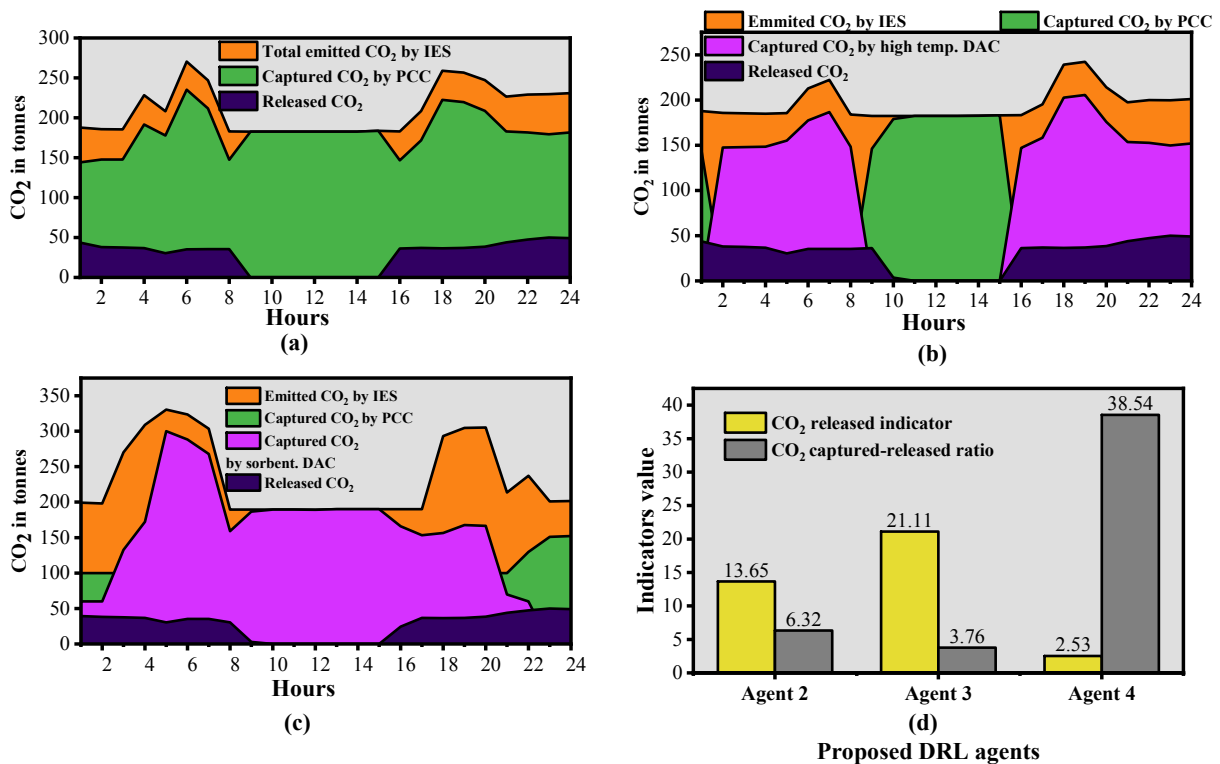 300
250
200
150
100
50
0
CO2 in tonnes
Total emitted CO2 by IES
Captured CO2 by PCC
Released CO2
2 4 6 8 10 12 14 16 18 20 22 24
Hours
(a)
Emmited CO2 by IES
Captured CO2 by PCC
Captured CO2 by high temp. DAC
Released CO2
250
200
150
100
50
0
CO2 in tonnes
2 4 6 8 10 12 14 16 18 20 22 24
Hours
(b)
350
300
250
200
150
100
50
0
CO2 in tonnes
Emitted CO2 by IES
Captured CO2 by PCC
Captured CO2
by sorbent. DAC
Released CO2
2 4 6 8 10 12 14 16 18 20 22 24
Hours
(c)
40
35
30
25
20
15
10
5
0
Indicators value
CO2 released indicator
CO2 captured-released ratio
13.65
6.32
21.11
3.76
2.53
38.54
Agent 2 Agent 3 Agent 4
(d)
Proposed DRL agents